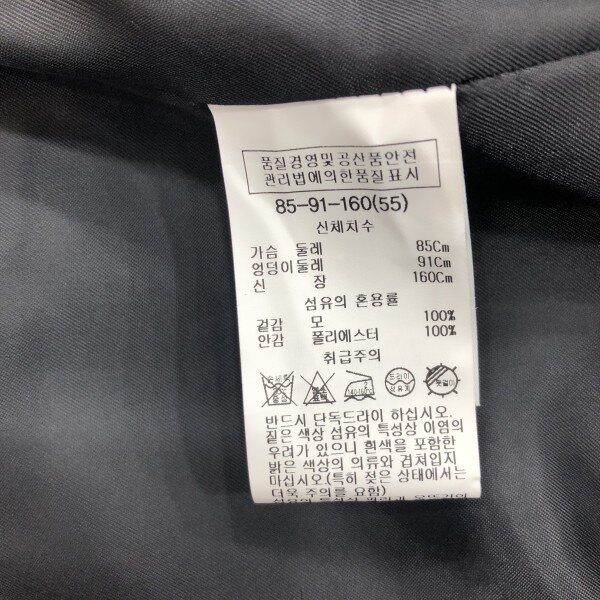 품질경영및공산품안전
관리법에의한품질표시
85-91-160(55)
신체치수
가슴 둘레 85Cm
엉덩이둘레 91Cm
신 장 160Cm
섬유의 혼용률
겉감 모 100%
안감 폴리에스터 100%
취급주의
드라이
반드시 단독드라이 하십시오.
짙은 색상 섬유의 특성상 이염의
우려가 있으니 흰색을 포함한
밝은 색상의 의류와 겹쳐입지
마십시오(특히 젖은 상태에서는
더욱 주의를 요함)